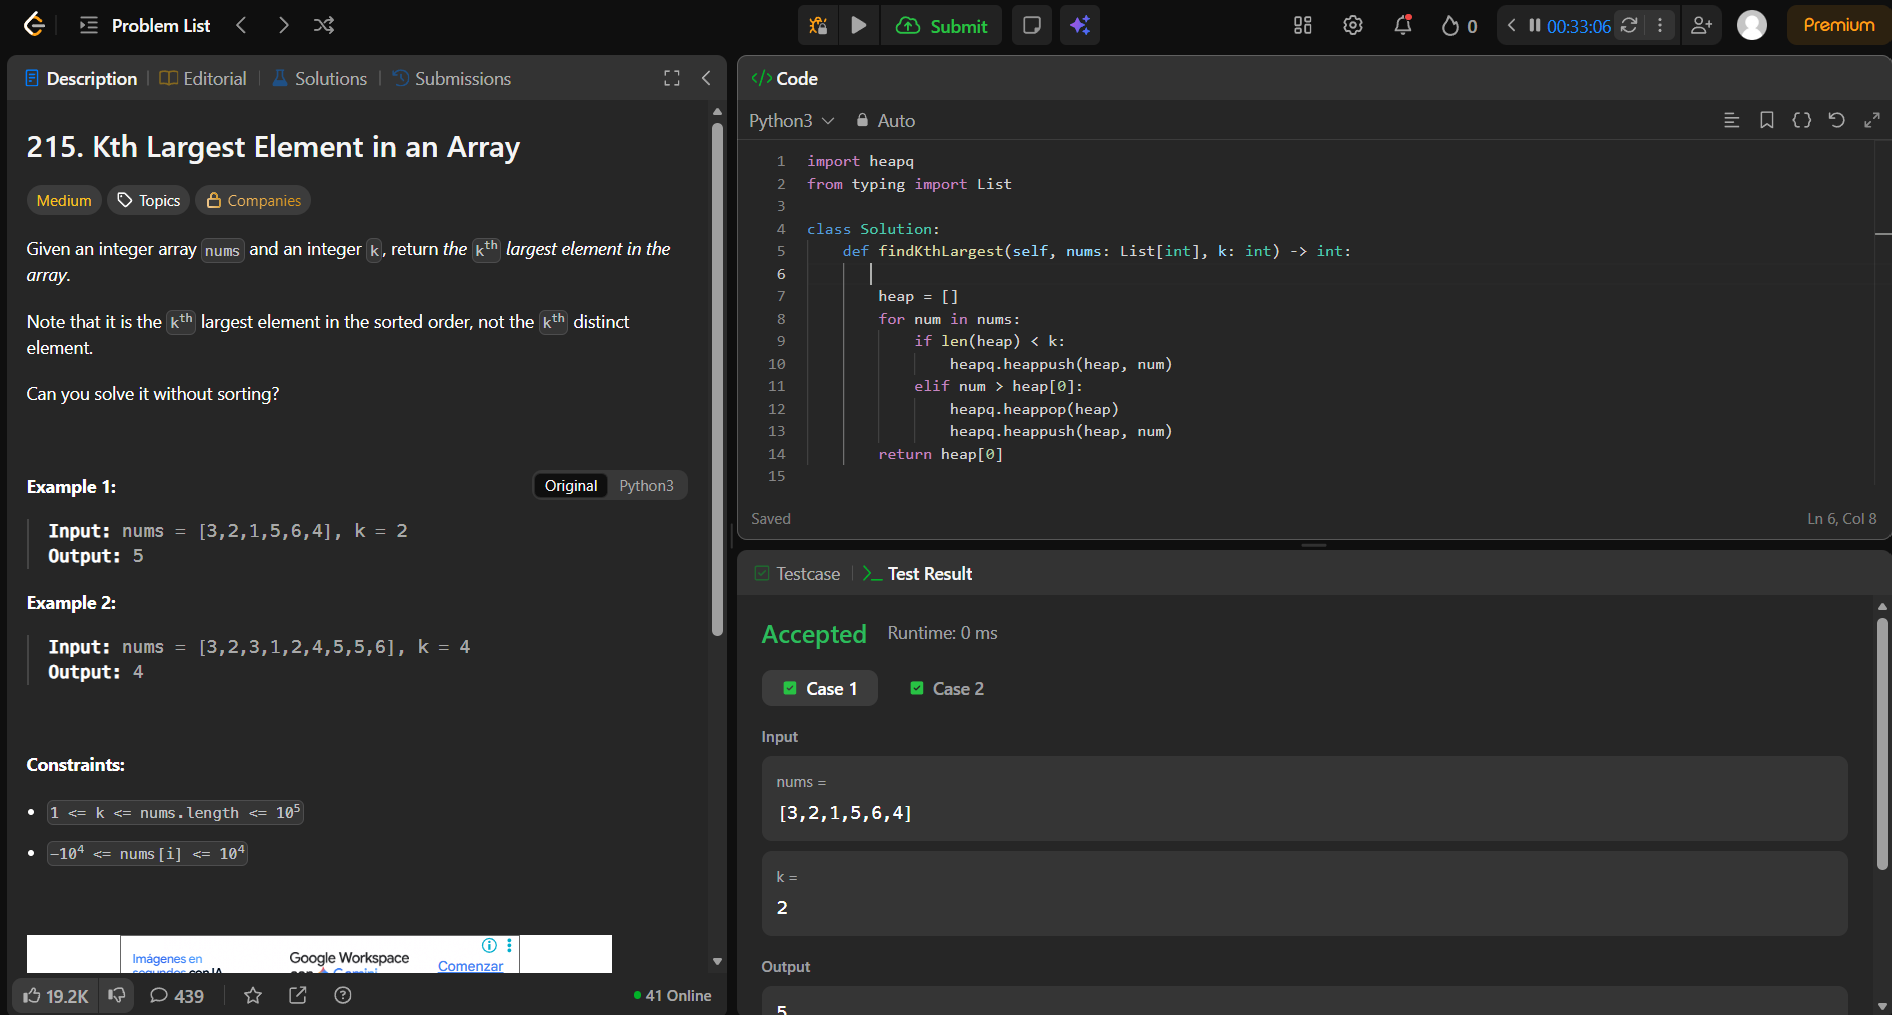 Problem List
Submit
0
00:33:06
Premium
Description
Editorial
Solutions
Submissions
215. Kth Largest Element in an Array
Medium
Topics
Companies
Given an integer array nums and an integer k, return the kth largest element in the
array.
Note that it is the kth largest element in the sorted order, not the kth distinct
element.
Can you solve it without sorting?
Example 1:
Original
Python3
Input: nums = [3,2,1,5,6,4], k = 2
Output: 5
Example 2:
Input: nums = [3,2,3,1,2,4,5,5,6], k = 4
Output: 4
Constraints:
1 <= k <= nums.length <= 10⁵
-10⁴ <= nums[i] <= 10⁴
Imágenes en
segundos con IA
Google Workspace
con Gemini
Comenzar
19.2K
439
41 Online
</> Code
Python3
Auto
1 import heapq
2 from typing import List
3
4 class Solution:
5 def findKthLargest(self, nums: List[int], k: int) -> int:
6
7 heap = []
8 for num in nums:
9 if len(heap) < k:
10 heapq.heappush(heap, num)
11 elif num > heap[0]:
12 heapq.heappop(heap)
13 heapq.heappush(heap, num)
14 return heap[0]
15
Saved
Ln 6, Col 8
Testcase
>_ Test Result
Accepted
Runtime: 0 ms
Case 1
Case 2
Input
nums =
[3,2,1,5,6,4]
k =
2
Output
5